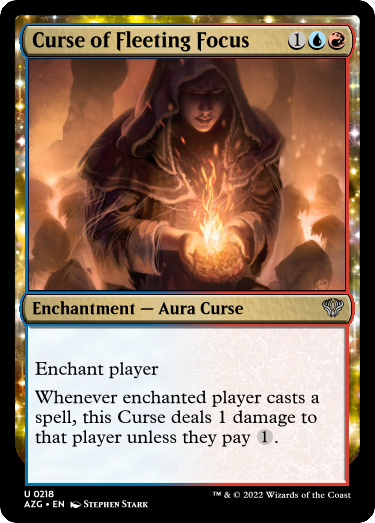 Curse of Fleeting Focus 1
Enchantment — Aura Curse
Enchant player
Whenever enchanted player casts a
spell, this Curse deals 1 damage to
that player unless they pay 1.
U 0218
AZG • EN Stephen Stark
™ & © 2022 Wizards of the Coast